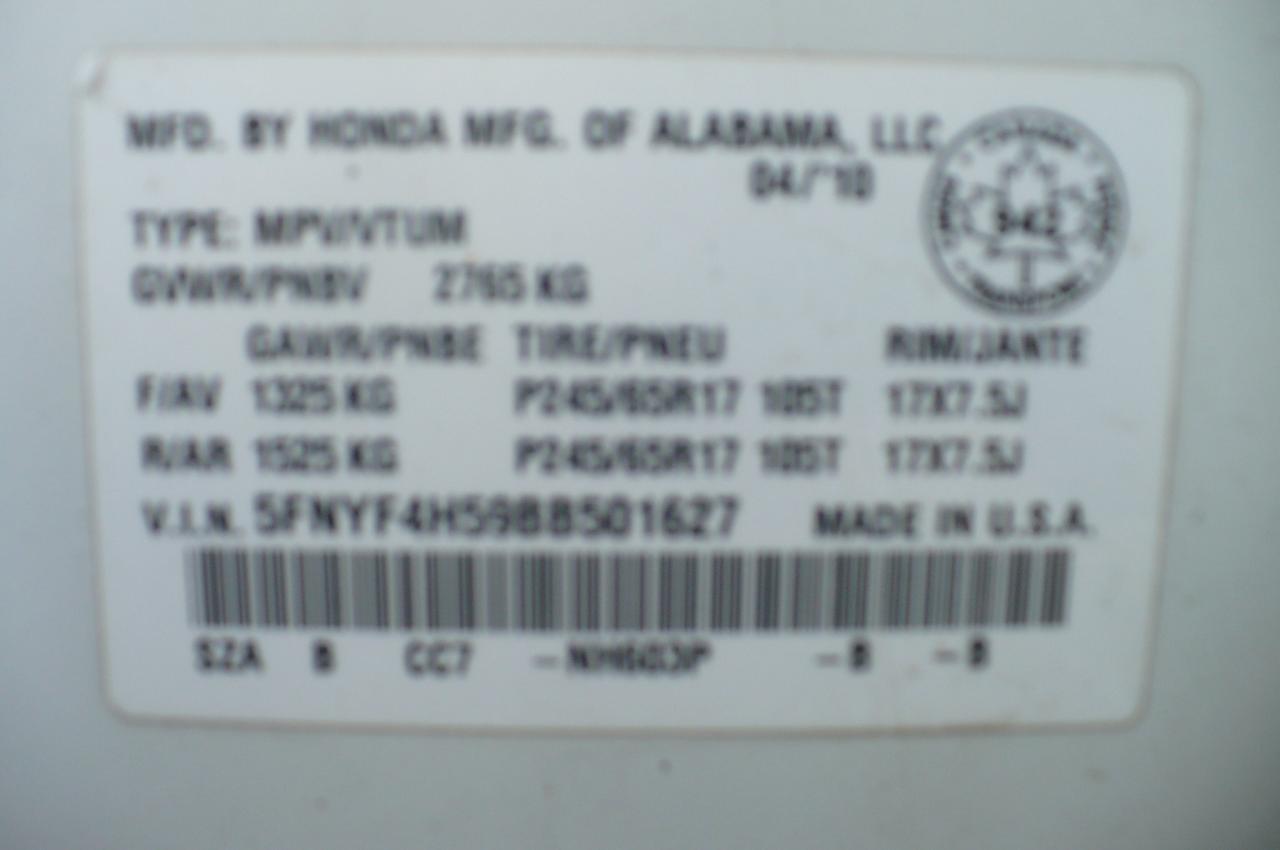 MFD. BY HONDA MFG. OF ALABAMA, LLC
04/'10
TYPE: MPV/VTUM
GVWR/PNBV 2765 KG
GAWR/PNBE TIRE/PNEU RIM/JANTE
F/AV 1325 KG P245/65R17 105T 17X7.5J
R/AR 1525 KG P245/65R17 105T 17X7.5J
V.I.N. 5FNYF4H59BB501627 MADE IN U.S.A.
SZA B CC7 -NH603P -B -B